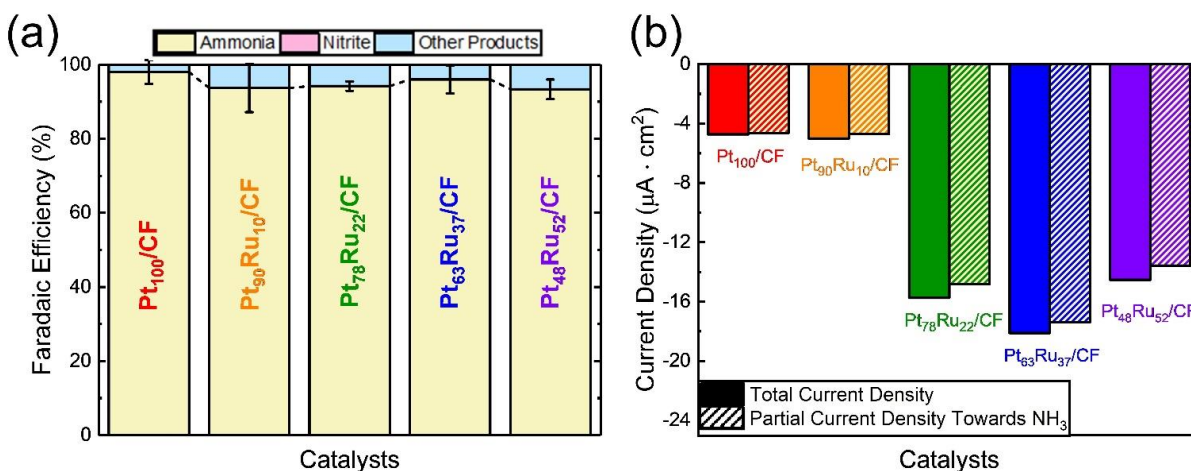 (a)
Ammonia Nitrite Other Products
100
80
60
40
20
0
Faradaic Efficiency (%)
Pt₁₀₀/CF
Pt₉₀Ru₁₀/CF
Pt₇₈Ru₂₂/CF
Pt₆₃Ru₃₇/CF
Pt₄₈Ru₅₂/CF
Catalysts
(b)
0
-4
-8
-12
-16
-20
-24
Current Density (µA · cm²)
Pt₁₀₀/CF
Pt₉₀Ru₁₀/CF
Pt₇₈Ru₂₂/CF
Pt₆₃Ru₃₇/CF
Pt₄₈Ru₅₂/CF
Total Current Density
Partial Current Density Towards NH₃
Catalysts